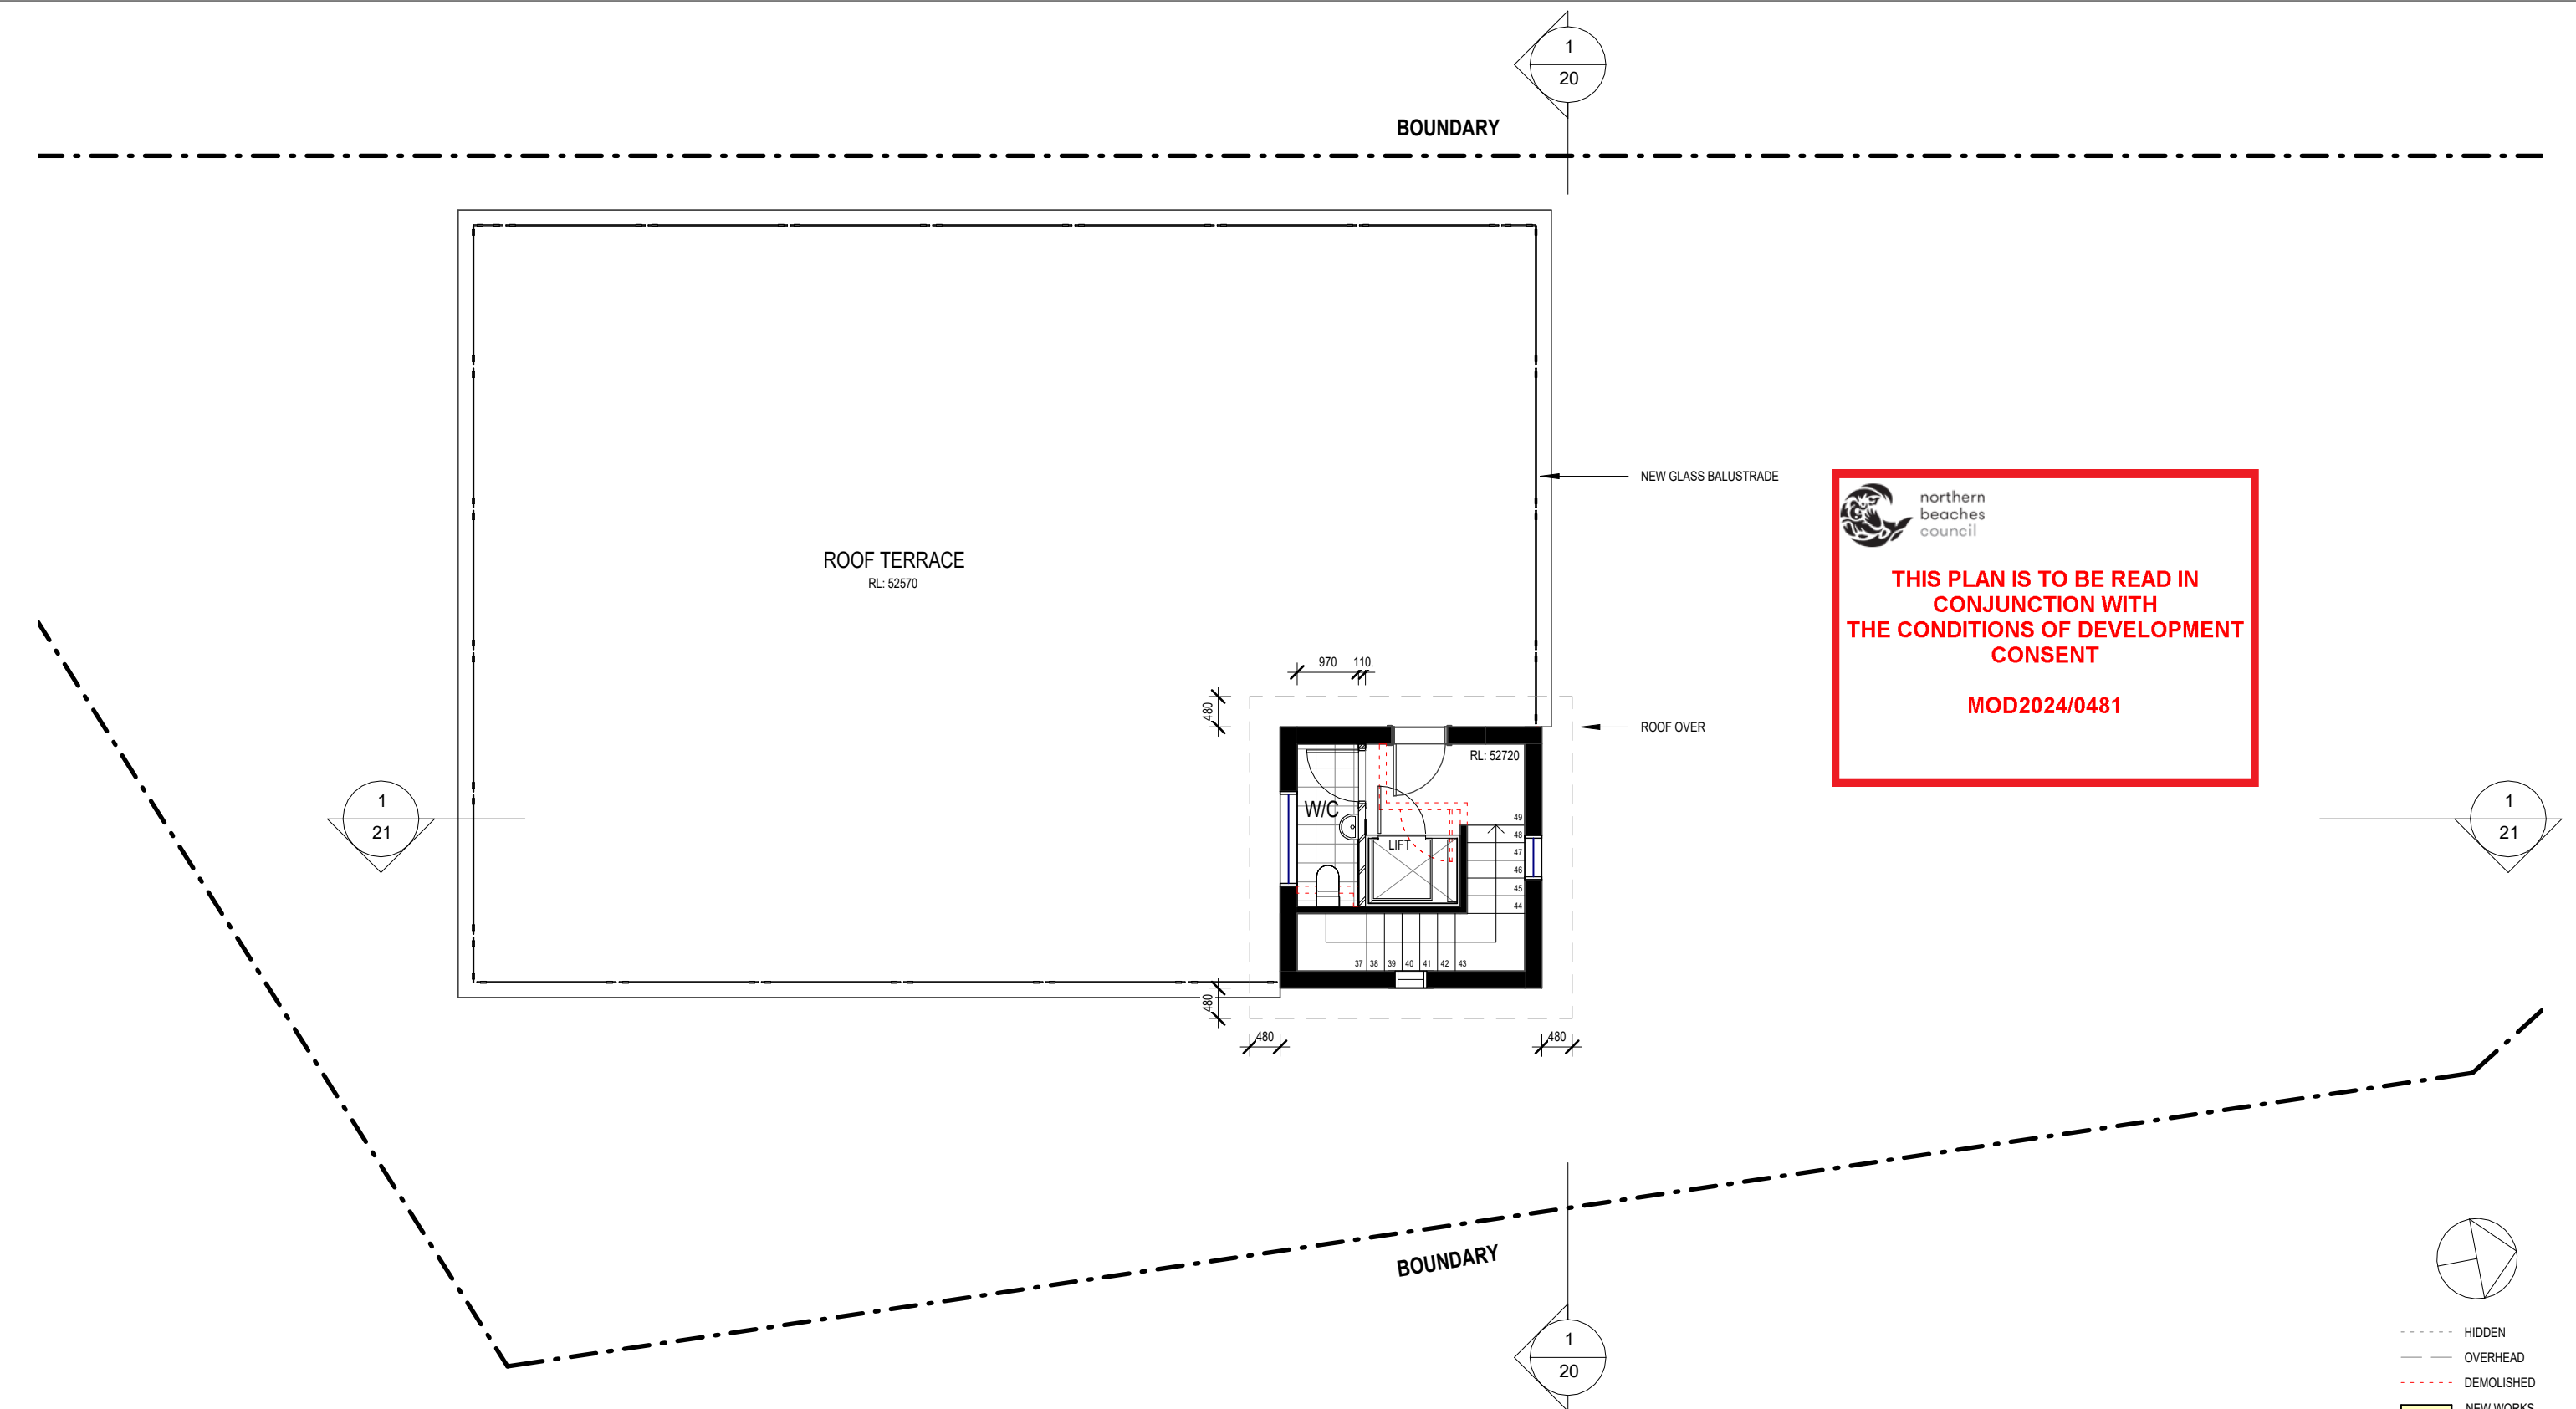 1
20
BOUNDARY
NEW GLASS BALUSTRADE
northern
beaches
council
ROOF TERRACE
RL: 52570
THIS PLAN IS TO BE READ IN
CONJUNCTION WITH
THE CONDITIONS OF DEVELOPMENT
CONSENT
MOD2024/0481
970 110,
480
ROOF OVER
RL: 52720
W/C
LIFT
49
48
47
46
45
44
1
21
1
21
37 38 39 40 41 42 43
480
480
480
BOUNDARY
1
20
HIDDEN
OVERHEAD
DEMOLISHED
NEW WORKS